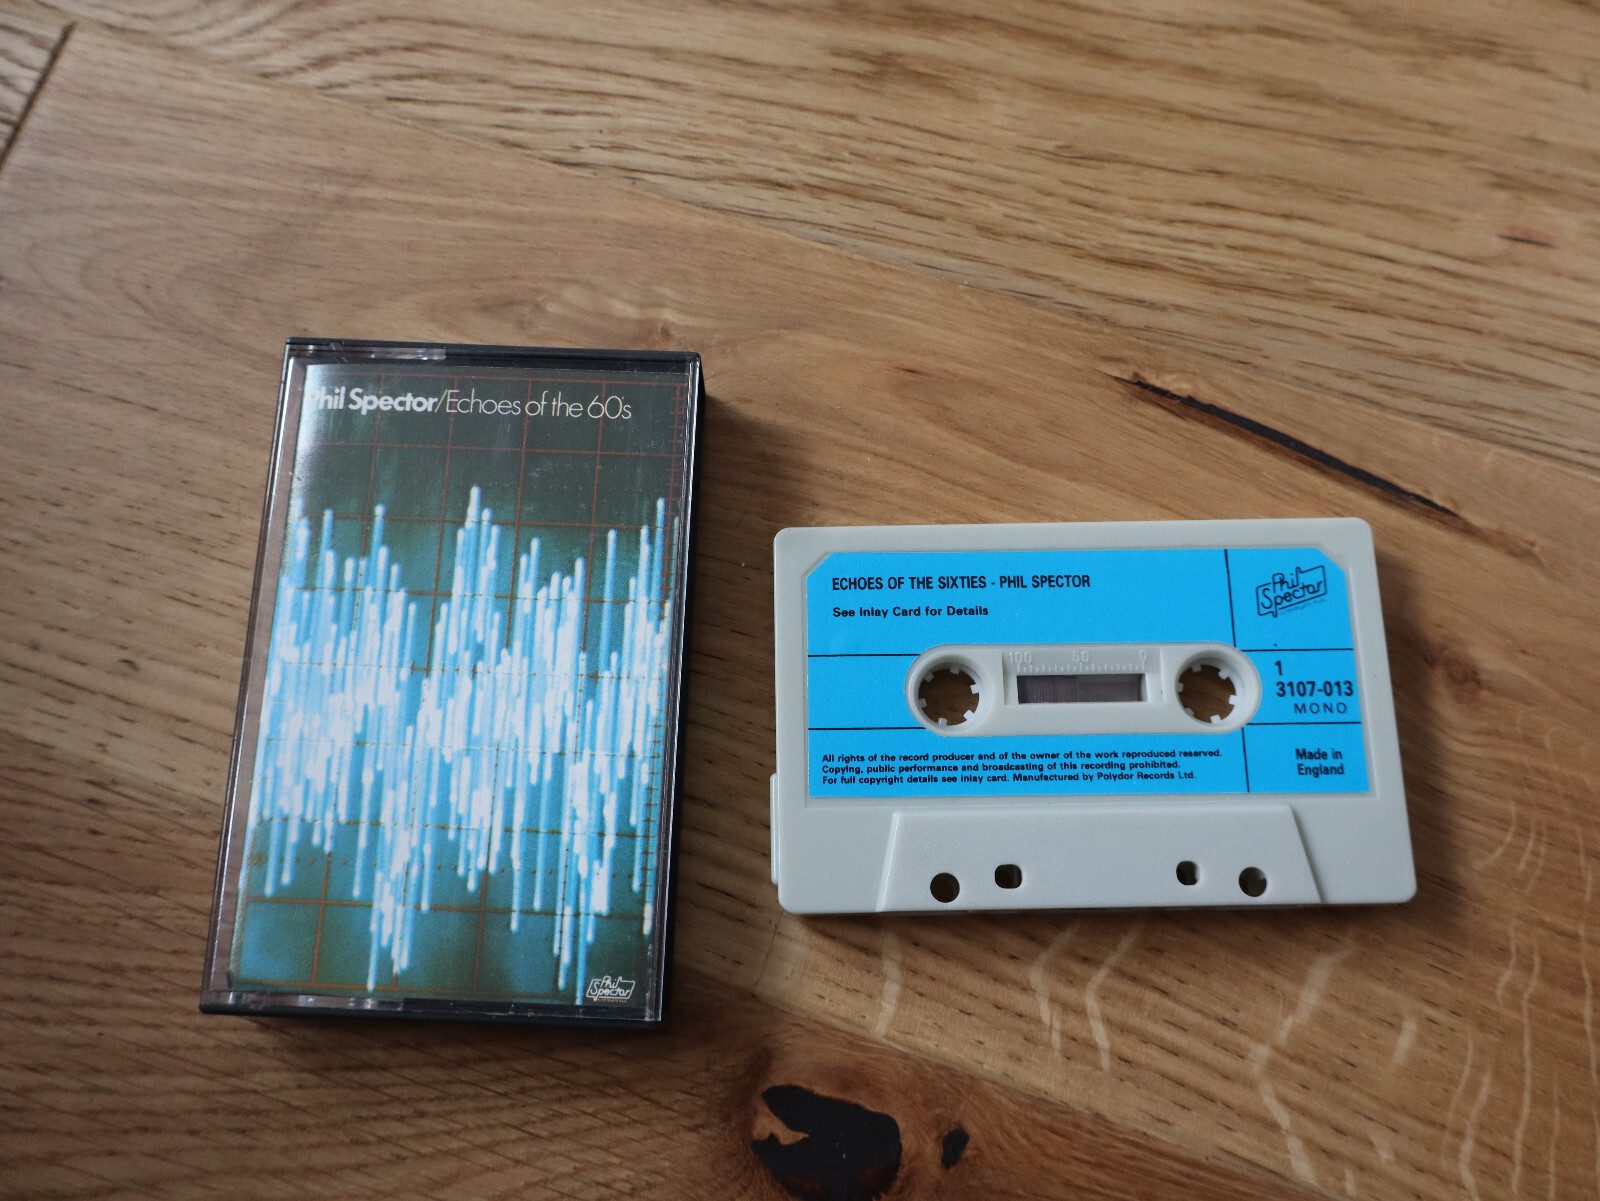 Phil Spector/Echoes of the 60's
Phil
Spector
ECHOES OF THE SIXTIES - PHIL SPECTOR
See Inlay Card for Details
Phil
Spector
100 50 0
1
3107-013
MONO
All rights of the record producer and of the owner of the work reproduced reserved.
Copying, public performance and broadcasting of this recording prohibited.
For full copyright details see inlay card. Manufactured by Polydor Records Ltd.
Made in
England